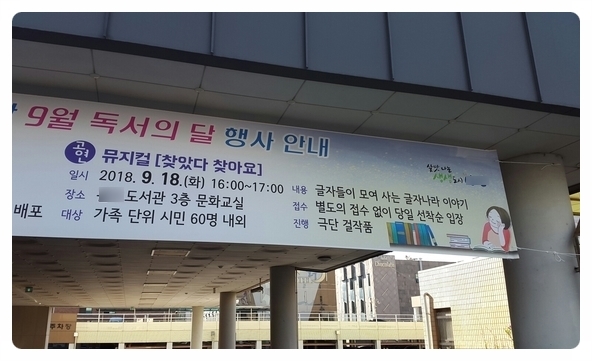 9월 독서의 달 행사 안내
공연 뮤지컬 [찾았다 찾아요]
일시 2018. 9. 18.(화) 16:00~17:00
장소 도서관 3층 문화교실
배포 대상 가족 단위 시민 60명 내외
내용 글자들이 모여 사는 글자나라 이야기
접수 별도의 접수 없이 당일 선착순 입장
진행 극단 걸작품
주차장